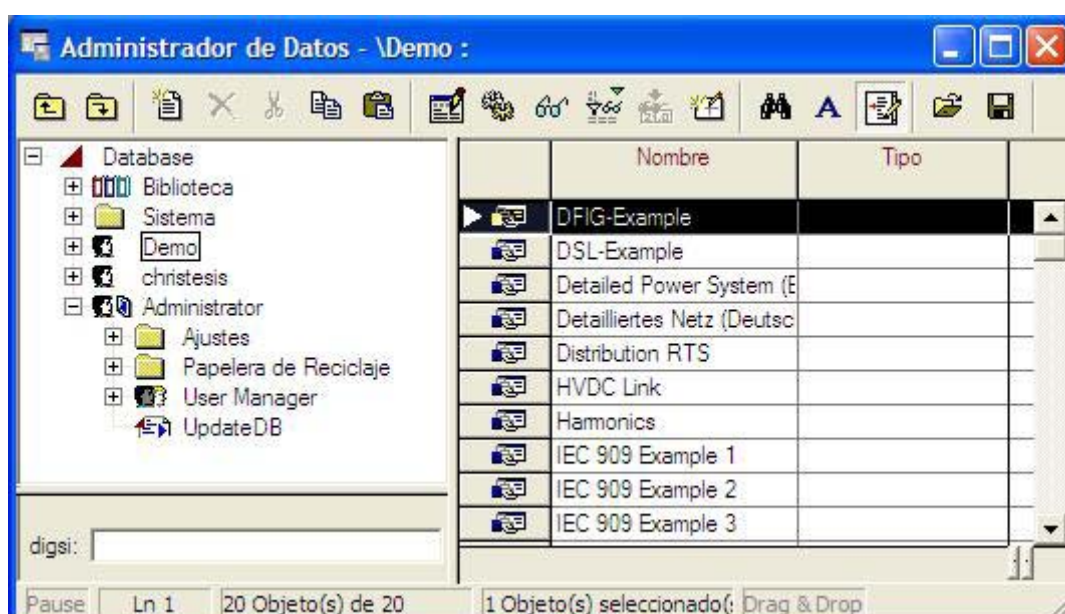 Administrador de Datos - \Demo :
Database
Biblioteca
Sistema
Demo
christesis
Administrator
Ajustes
Papelera de Reciclaje
User Manager
UpdateDB
digsi:
Nombre Tipo
DFIG-Example
DSL-Example
Detailed Power System (E
Detailliertes Netz (Deutsc
Distribution RTS
HVDC Link
Harmonics
IEC 909 Example 1
IEC 909 Example 2
IEC 909 Example 3
Pause Ln 1 20 Objeto(s) de 20 1 Objeto(s) seleccionado(: Drag & Drop